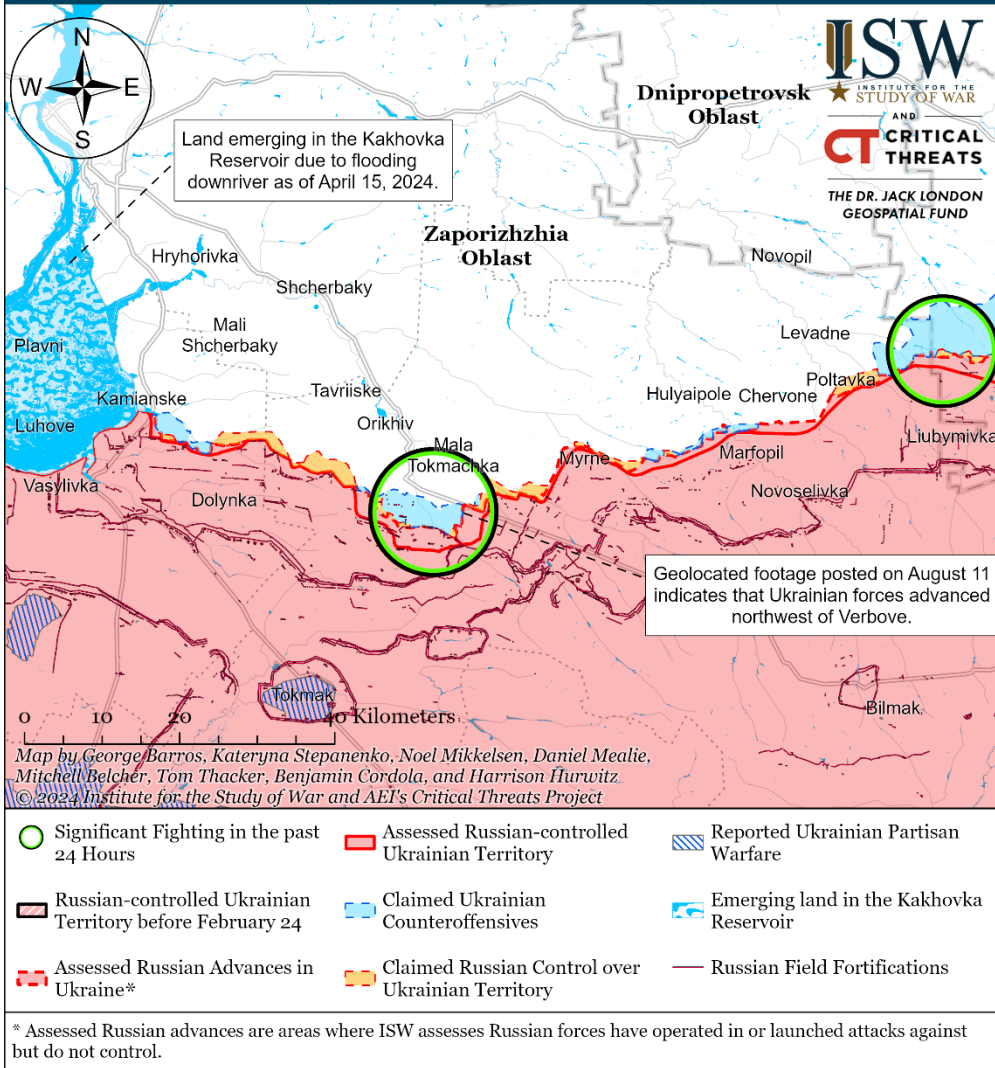 N
W
E
S
ISW
INSTITUTE FOR THE
STUDY OF WAR
AND
CT CRITICAL
THREATS
THE DR. JACK LONDON
GEOSPATIAL FUND
Dnipropetrovsk
Oblast
Land emerging in the Kakhovka
Reservoir due to flooding
downriver as of April 15, 2024.
Zaporizhzhia
Oblast
Hryhorivka
Novopil
Shcherbaky
Mali
Shcherbaky
Levadne
Plavni
Poltavka
Tavriiske
Hulyaipole
Chervone
Kamianske
Orikhiv
Luhove
Mala
Tokmachka
Liubymivka
Myrne
Marfopil
Vasylivka
Dolynka
Novoselivka
Geolocated footage posted on August 11
indicates that Ukrainian forces advanced
northwest of Verbove.
Tokmak
Bilmak
0 10 20 40 Kilometers
Map by George Barros, Kateryna Stepanenko, Noel Mikkelsen, Daniel Mealie,
Mitchell Belcher, Tom Thacker, Benjamin Cordola, and Harrison Hurwitz
© 2024 Institute for the Study of War and AEI's Critical Threats Project
Significant Fighting in the past
24 Hours
Assessed Russian-controlled
Ukrainian Territory
Reported Ukrainian Partisan
Warfare
Russian-controlled Ukrainian
Territory before February 24
Claimed Ukrainian
Counteroffensives
Emerging land in the Kakhovka
Reservoir
Assessed Russian Advances in
Ukraine*
Claimed Russian Control over
Ukrainian Territory
Russian Field Fortifications
* Assessed Russian advances are areas where ISW assesses Russian forces have operated in or launched attacks against
but do not control.